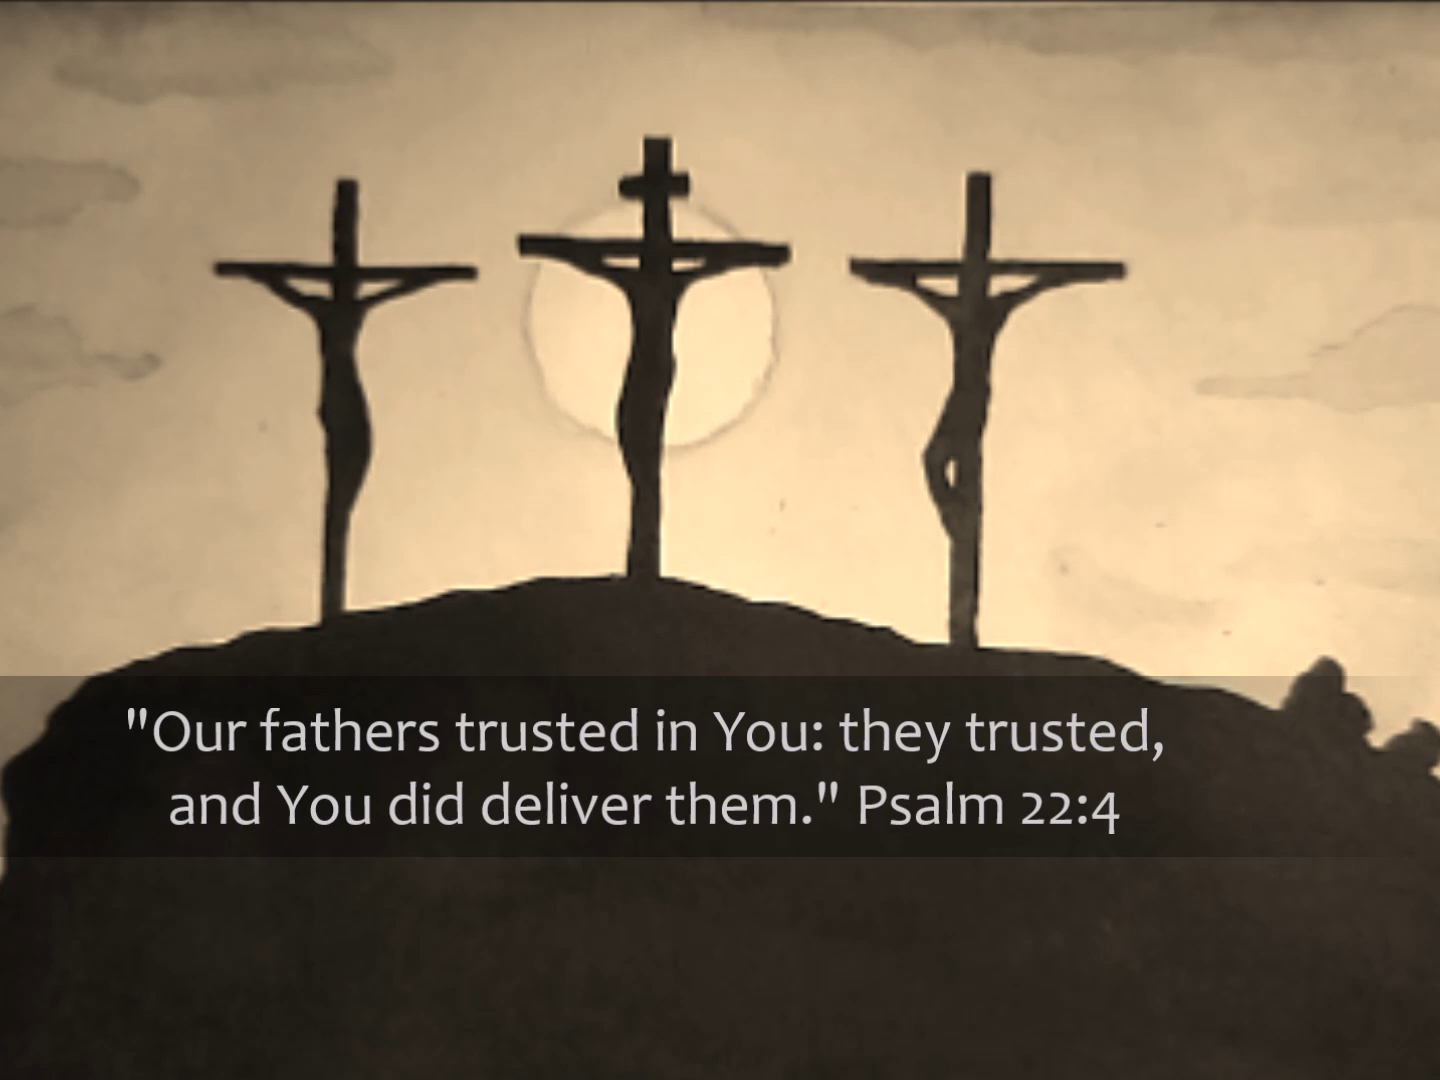 "Our fathers trusted in You: they trusted,
and You did deliver them." Psalm 22:4